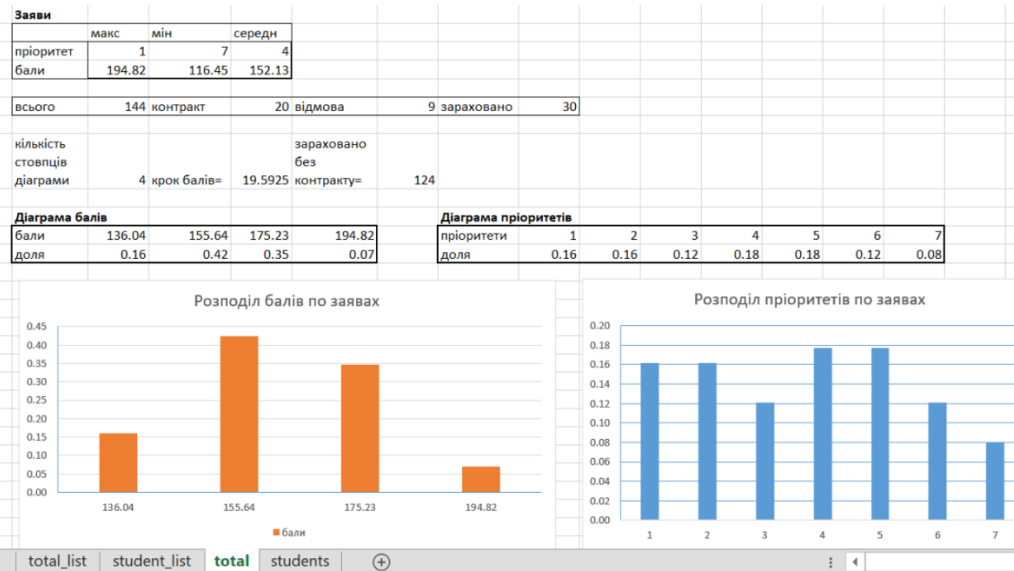 Заяви
макс мін середн
пріоритет 1 7 4
бали 194.82 116.45 152.13
всього 144 контракт 20 відмова 9 зараховано 30
кількість зараховано
стовпців без
діаграми 4 крок балів= 19.5925 контракту= 124
Діаграма балів Діаграма пріоритетів
бали 136.04 155.64 175.23 194.82 пріоритети 1 2 3 4 5 6 7
доля 0.16 0.42 0.35 0.07 доля 0.16 0.16 0.12 0.18 0.18 0.12 0.08
Розподіл балів по заявах
0.45
0.40
0.35
0.30
0.25
0.20
0.15
0.10
0.05
0.00
136.04 155.64 175.23 194.82
бали
Розподіл пріоритетів по заявах
0.20
0.18
0.16
0.14
0.12
0.10
0.08
0.06
0.04
0.02
0.00
1 2 3 4 5 6 7
total_list student_list total students